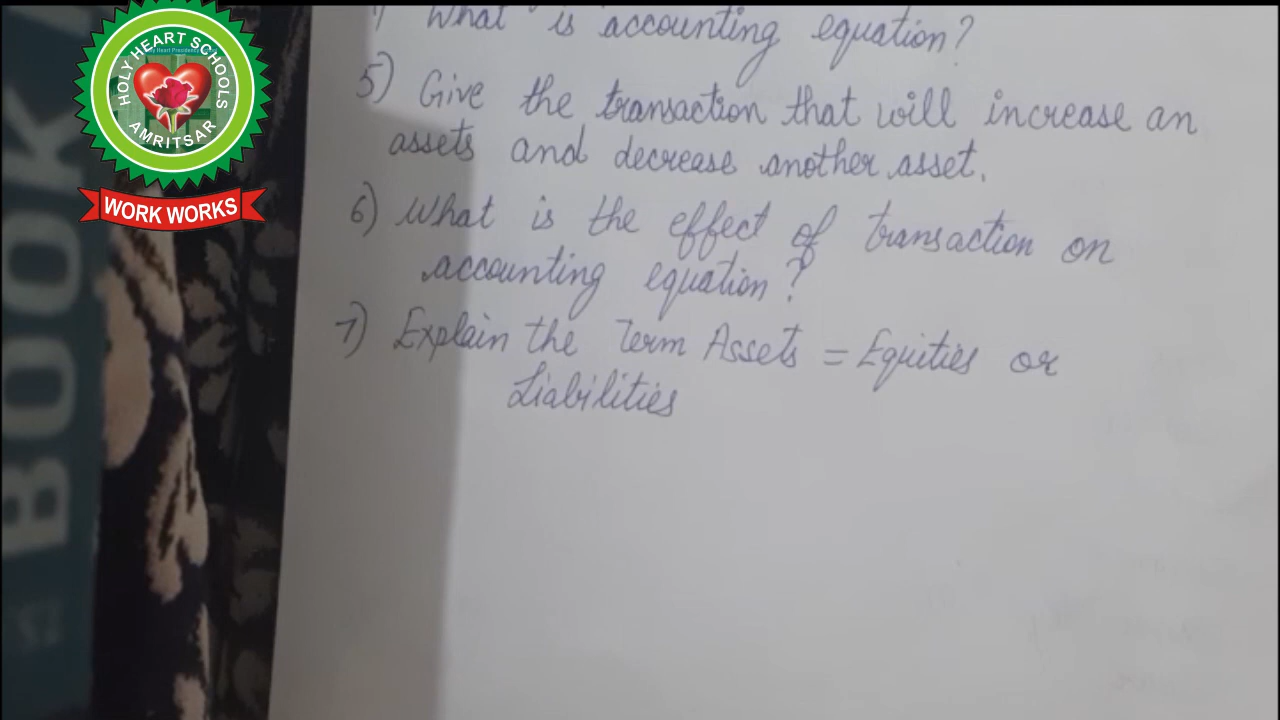 HOLY HEART SCHOOLS
AMRITSAR
WORK WORKS
BOOK
What is accounting equation?
5) Give the transaction that will increase an
assets and decrease another asset.
6) What is the effect of transaction on
accounting equation?
7) Explain the term Assets = Equities or
Liabilities